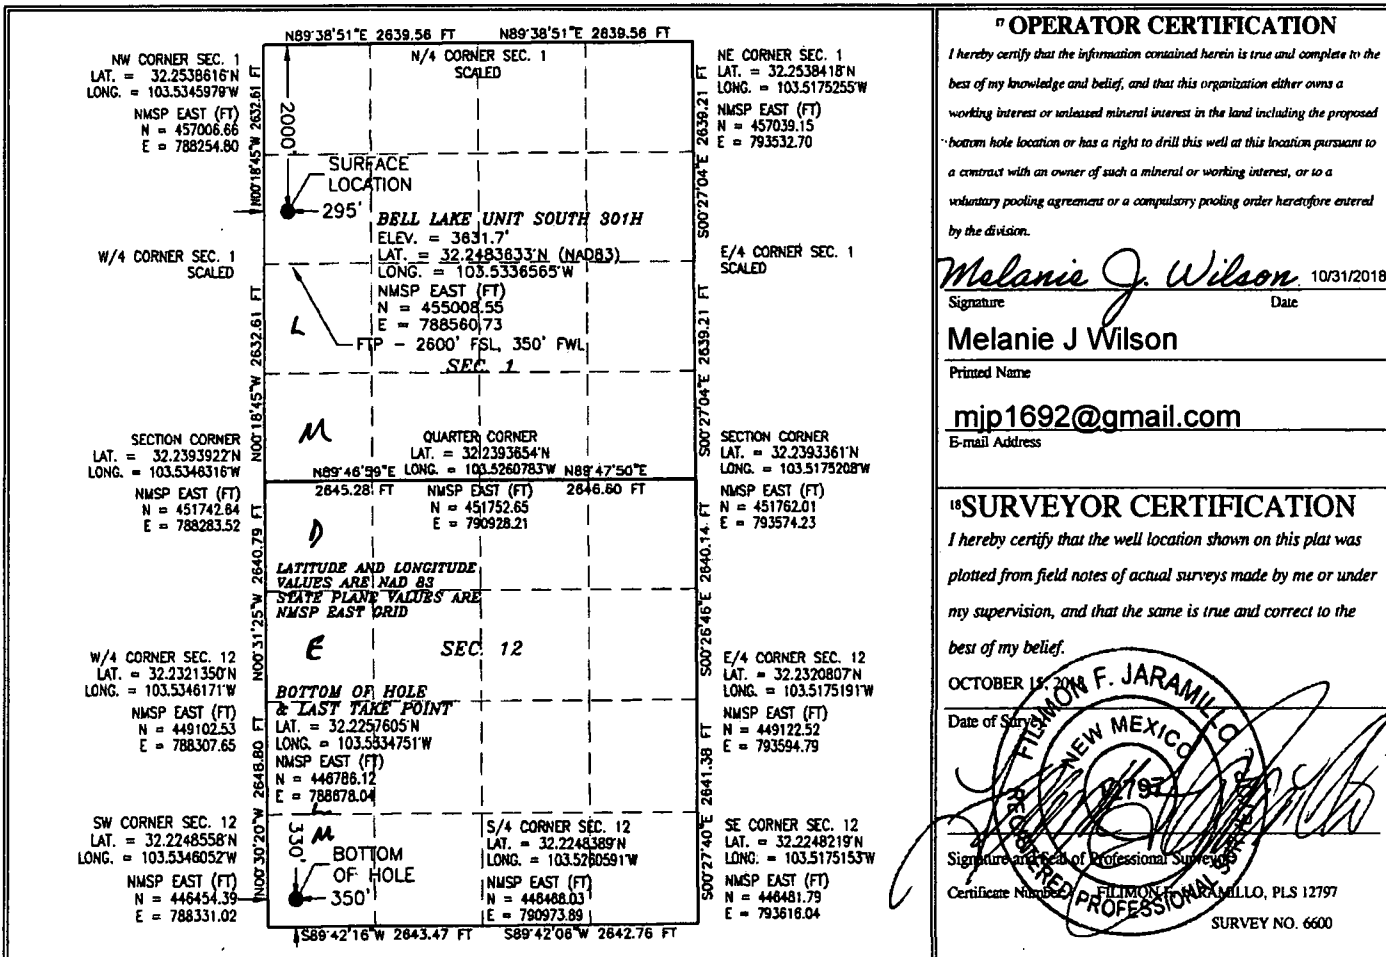 N89°38'51"E 2639.56 FT
N89°38'51"E 2639.56 FT
NW CORNER SEC. 1
LAT. = 32.2538616°N
LONG. = 103.5345979°W
NMSP EAST (FT)
N = 457006.66
E = 788254.80
N/4 CORNER SEC. 1
SCALED
NE CORNER SEC. 1
LAT. = 32.2538418°N
LONG. = 103.5175255°W
NMSP EAST (FT)
N = 457039.15
E = 793532.70
N00°18'45"W 2632.61 FT
2000'
S00°27'04"E 2639.21 FT
SURFACE
LOCATION
295'
BELL LAKE UNIT SOUTH 301H
ELEV. = 3631.7'
LAT. = 32.2483633°N (NAD83)
LONG. = 103.5336565°W
NMSP EAST (FT)
N = 455008.55
E = 788560.73
W/4 CORNER SEC. 1
SCALED
E/4 CORNER SEC. 1
SCALED
L
FTP - 2600' FSL, 350' FWL
SEC. 1
N00°18'45"W 2632.61 FT
S00°27'04"E 2639.21 FT
M
SECTION CORNER
LAT. = 32.2393922°N
LONG. = 103.5346316°W
NMSP EAST (FT)
N = 451742.64
E = 788283.52
QUARTER CORNER
LAT. = 32.2393654°N
LONG. = 103.5260783°W
N89°46'59"E
N89°47'50"E
2645.28 FT
2646.60 FT
NMSP EAST (FT)
N = 451752.65
E = 790928.21
SECTION CORNER
LAT. = 32.2393361°N
LONG. = 103.5175208°W
NMSP EAST (FT)
N = 451762.01
E = 793574.23
D
N00°31'25"W 2640.79 FT
S00°26'46"E 2640.14 FT
LATITUDE AND LONGITUDE
VALUES ARE NAD 83
STATE PLANE VALUES ARE
NMSP EAST GRID
E
SEC. 12
W/4 CORNER SEC. 12
LAT. = 32.2321350°N
LONG. = 103.5346171°W
NMSP EAST (FT)
N = 449102.53
E = 788307.65
E/4 CORNER SEC. 12
LAT. = 32.2320807°N
LONG. = 103.5175191°W
NMSP EAST (FT)
N = 449122.52
E = 793594.79
BOTTOM OF HOLE
& LAST TAKE POINT
LAT. = 32.2257605°N
LONG. = 103.5334751°W
NMSP EAST (FT)
N = 446786.12
E = 788678.04
L
N00°30'20"W 2648.80 FT
S00°27'40"E 2641.38 FT
SW CORNER SEC. 12
LAT. = 32.2248558°N
LONG. = 103.5346052°W
NMSP EAST (FT)
N = 446454.39
E = 788331.02
M
330'
BOTTOM
OF HOLE
350'
S/4 CORNER SEC. 12
LAT. = 32.2248389°N
LONG. = 103.5260591°W
NMSP EAST (FT)
N = 446468.03
E = 790973.89
SE CORNER SEC. 12
LAT. = 32.2248219°N
LONG. = 103.5175153°W
NMSP EAST (FT)
N = 446481.79
E = 793616.04
S89°42'16"W 2643.47 FT
S89°42'06"W 2642.76 FT
17 OPERATOR CERTIFICATION
I hereby certify that the information contained herein is true and complete to the
best of my knowledge and belief, and that this organization either owns a
working interest or unleased mineral interest in the land including the proposed
bottom hole location or has a right to drill this well at this location pursuant to
a contract with an owner of such a mineral or working interest, or to a
voluntary pooling agreement or a compulsory pooling order heretofore entered
by the division.
Melanie J. Wilson 10/31/2018
Signature Date
Melanie J Wilson
Printed Name
mjp1692@gmail.com
E-mail Address
18 SURVEYOR CERTIFICATION
I hereby certify that the well location shown on this plat was
plotted from field notes of actual surveys made by me or under
my supervision, and that the same is true and correct to the
best of my belief.
OCTOBER 15, 2018
Date of Survey
FILIMON F. JARAMILLO
NEW MEXICO
12797
REGISTERED PROFESSIONAL SURVEYOR
Signature and Seal of Professional Surveyor
Certificate Number FILIMON F. JARAMILLO, PLS 12797
SURVEY NO. 6600